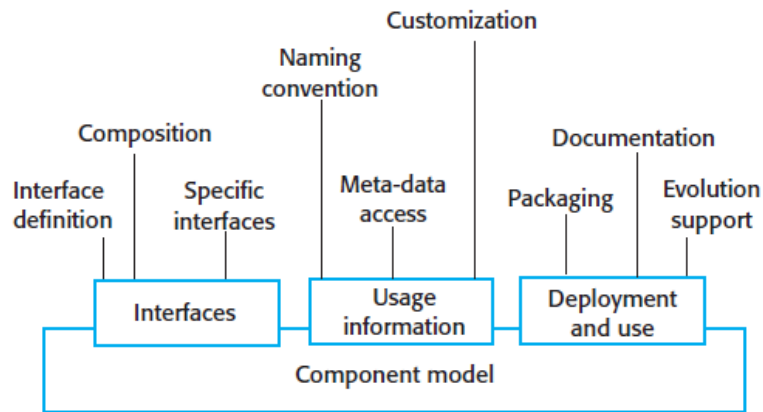 Customization
Naming
convention
Composition
Documentation
Interface
definition
Specific
interfaces
Meta-data
access
Packaging
Evolution
support
Interfaces
Usage
information
Deployment
and use
Component model